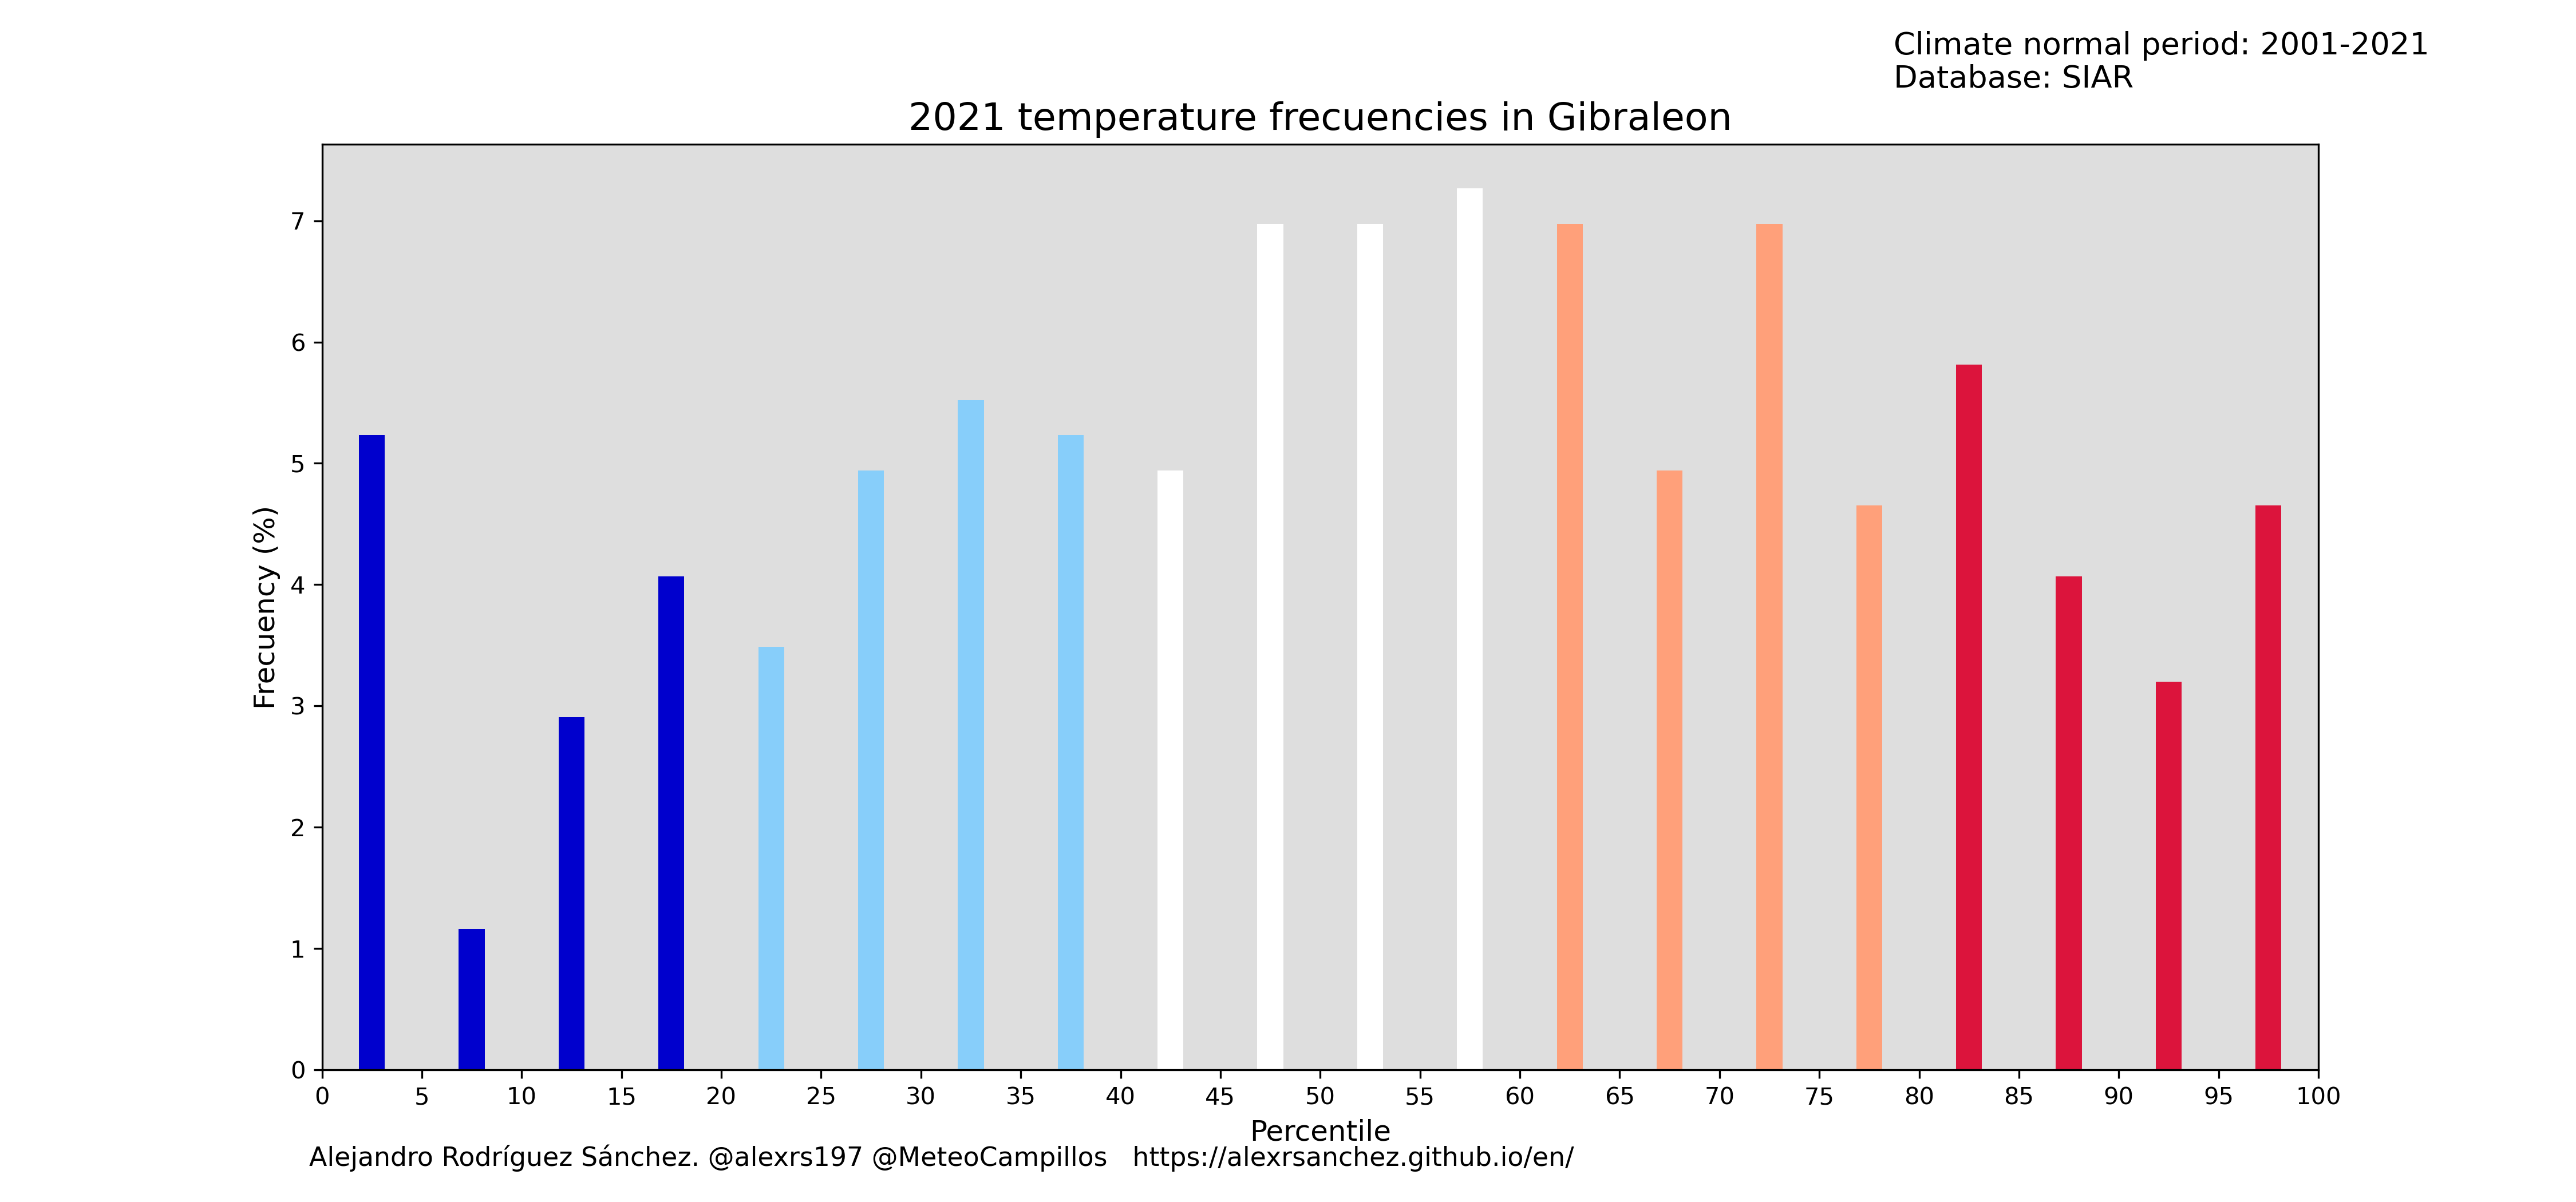 Climate normal period: 2001-2021
Database: SIAR
2021 temperature frecuencies in Gibraleon
7
6
5
4
3
2
1
0
Frecuency (%)
0 5 10 15 20 25 30 35 40 45 50 55 60 65 70 75 80 85 90 95 100
Percentile
Alejandro Rodríguez Sánchez. @alexrs197 @MeteoCampillos https://alexrsanchez.github.io/en/